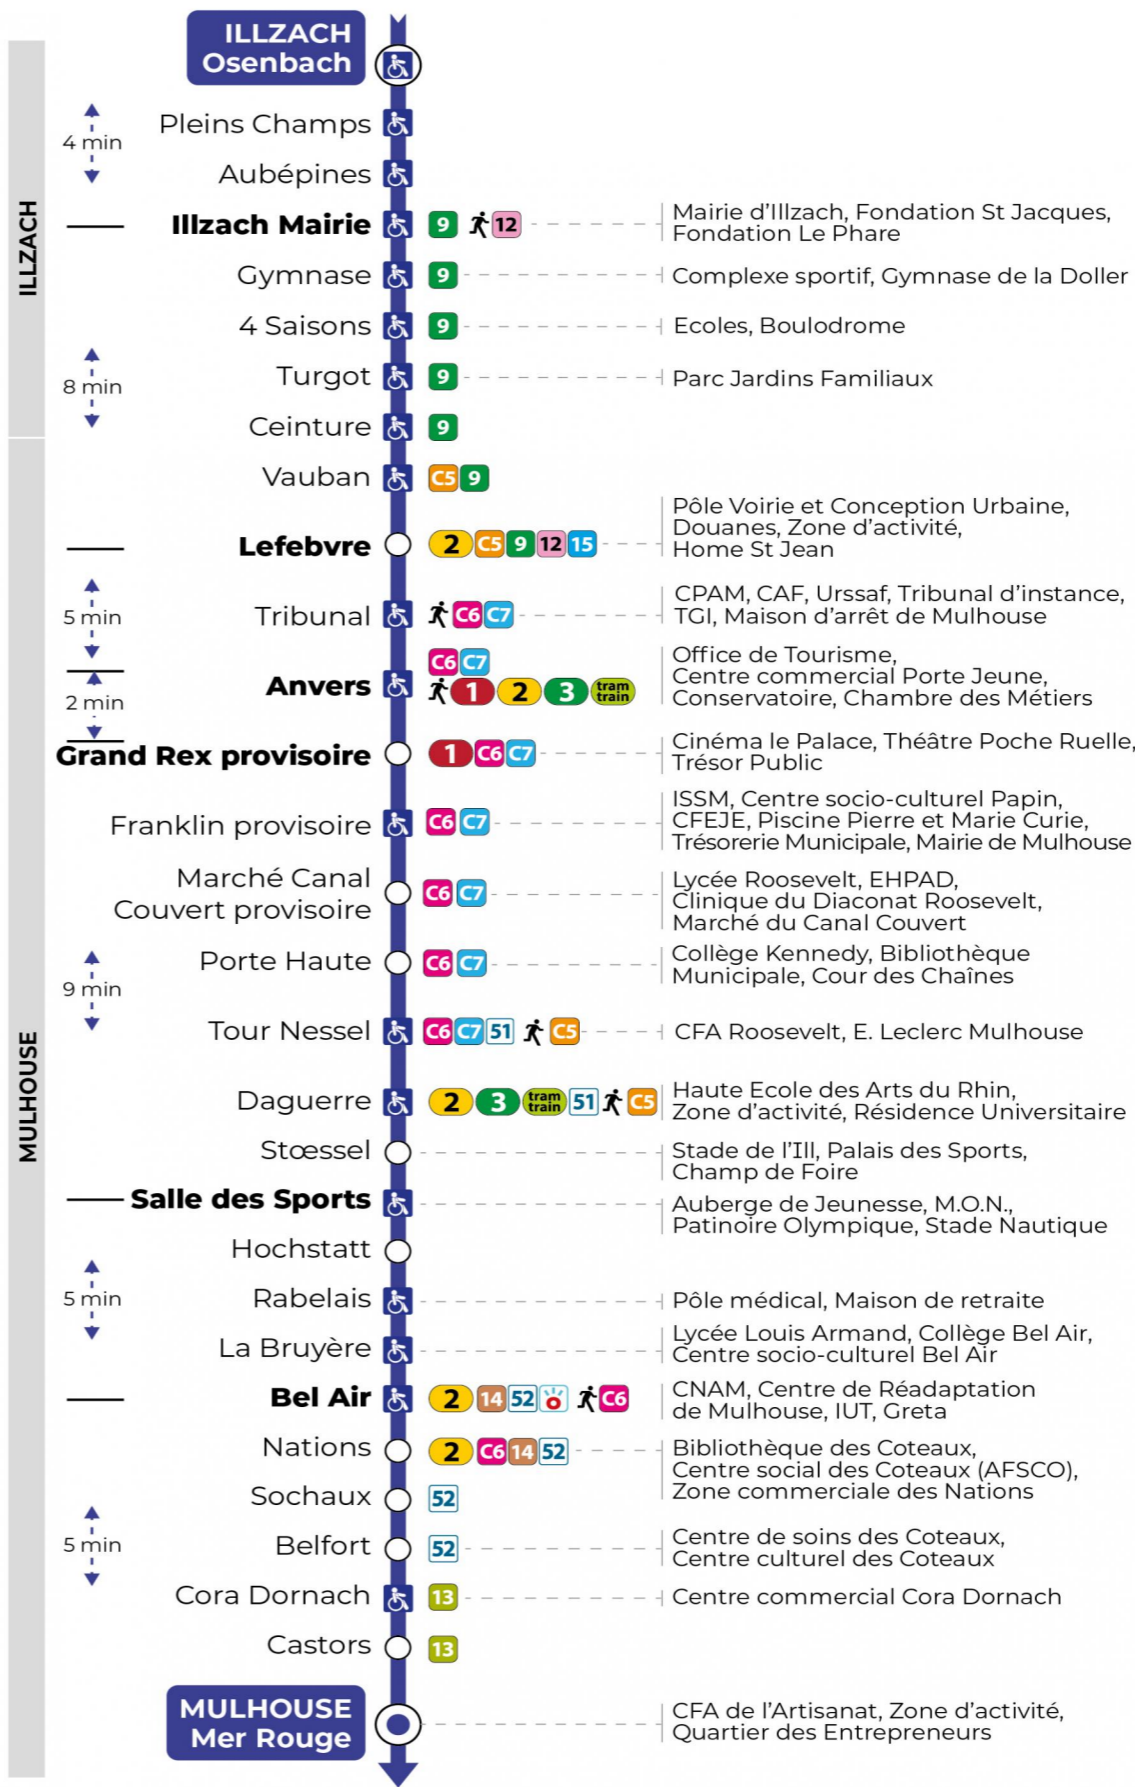 ILLZACH
Osenbach
ILLZACH
4 min
Pleins Champs
Aubépines
Illzach Mairie 9 12 Mairie d'Illzach, Fondation St Jacques,
Fondation Le Phare
Gymnase 9 Complexe sportif, Gymnase de la Doller
4 Saisons 9 Ecoles, Boulodrome
8 min
Turgot 9 Parc Jardins Familiaux
Ceinture 9
MULHOUSE
Vauban C5 9
Lefebvre 2 C5 9 12 15
Pôle Voirie et Conception Urbaine,
Douanes, Zone d'activité,
Home St Jean
5 min
Tribunal C6 C7
CPAM, CAF, Urssaf, Tribunal d'instance,
TGI, Maison d'arrêt de Mulhouse
Anvers
C6 C7
1 2 3 tram train
Office de Tourisme,
Centre commercial Porte Jeune,
Conservatoire, Chambre des Métiers
2 min
Grand Rex provisoire 1 C6 C7
Cinéma le Palace, Théâtre Poche Ruelle,
Trésor Public
Franklin provisoire C6 C7
ISSM, Centre socio-culturel Papin,
CFEJE, Piscine Pierre et Marie Curie,
Trésorerie Municipale, Mairie de Mulhouse
Marché Canal
Couvert provisoire C6 C7
Lycée Roosevelt, EHPAD,
Clinique du Diaconat Roosevelt,
Marché du Canal Couvert
Porte Haute C6 C7
Collège Kennedy, Bibliothèque
Municipale, Cour des Chaînes
9 min
Tour Nessel C6 C7 51 C5 CFA Roosevelt, E. Leclerc Mulhouse
Daguerre 2 3 tram train 51 C5
Haute Ecole des Arts du Rhin,
Zone d'activité, Résidence Universitaire
Stœssel
Stade de l'Ill, Palais des Sports,
Champ de Foire
Salle des Sports
Auberge de Jeunesse, M.O.N.,
Patinoire Olympique, Stade Nautique
Hochstatt
5 min
Rabelais Pôle médical, Maison de retraite
La Bruyère
Lycée Louis Armand, Collège Bel Air,
Centre socio-culturel Bel Air
Bel Air 2 14 52 C6
CNAM, Centre de Réadaptation
de Mulhouse, IUT, Greta
Nations 2 C6 14 52
Bibliothèque des Coteaux,
Centre social des Coteaux (AFSCO),
Zone commerciale des Nations
Sochaux 52
5 min
Belfort 52
Centre de soins des Coteaux,
Centre culturel des Coteaux
Cora Dornach 13 Centre commercial Cora Dornach
Castors 13
MULHOUSE
Mer Rouge
CFA de l'Artisanat, Zone d'activité,
Quartier des Entrepreneurs